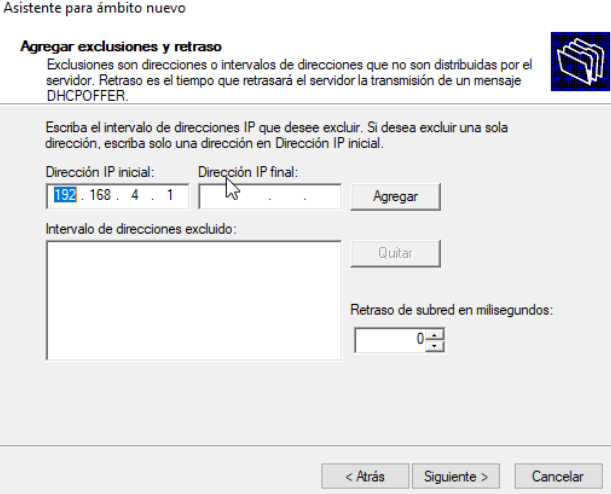 Asistente para ámbito nuevo
Agregar exclusiones y retraso
Exclusiones son direcciones o intervalos de direcciones que no son distribuidas por el
servidor. Retraso es el tiempo que retrasará el servidor la transmisión de un mensaje
DHCPOFFER.
Escriba el intervalo de direcciones IP que desee excluir. Si desea excluir una sola
dirección, escriba solo una dirección en Dirección IP inicial.
Dirección IP inicial: Dirección IP final:
192 . 168 . 4 . 1 . . . Agregar
Intervalo de direcciones excluido:
Quitar
Retraso de subred en milisegundos:
0
< Atrás Siguiente > Cancelar